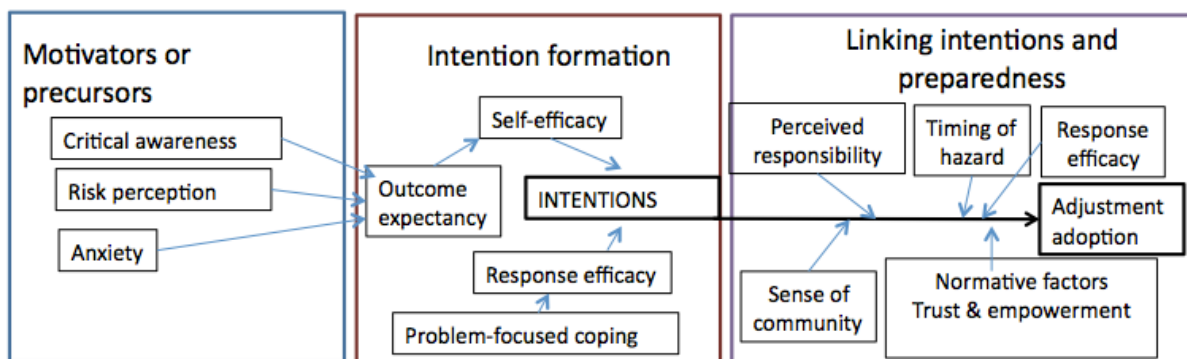 Motivators or
precursors
Critical awareness
Risk perception
Anxiety
Intention formation
Self-efficacy
Outcome
expectancy
INTENTIONS
Response efficacy
Problem-focused coping
Linking intentions and
preparedness
Perceived
responsibility
Timing of
hazard
Response
efficacy
Adjustment
adoption
Sense of
community
Normative factors
Trust & empowerment